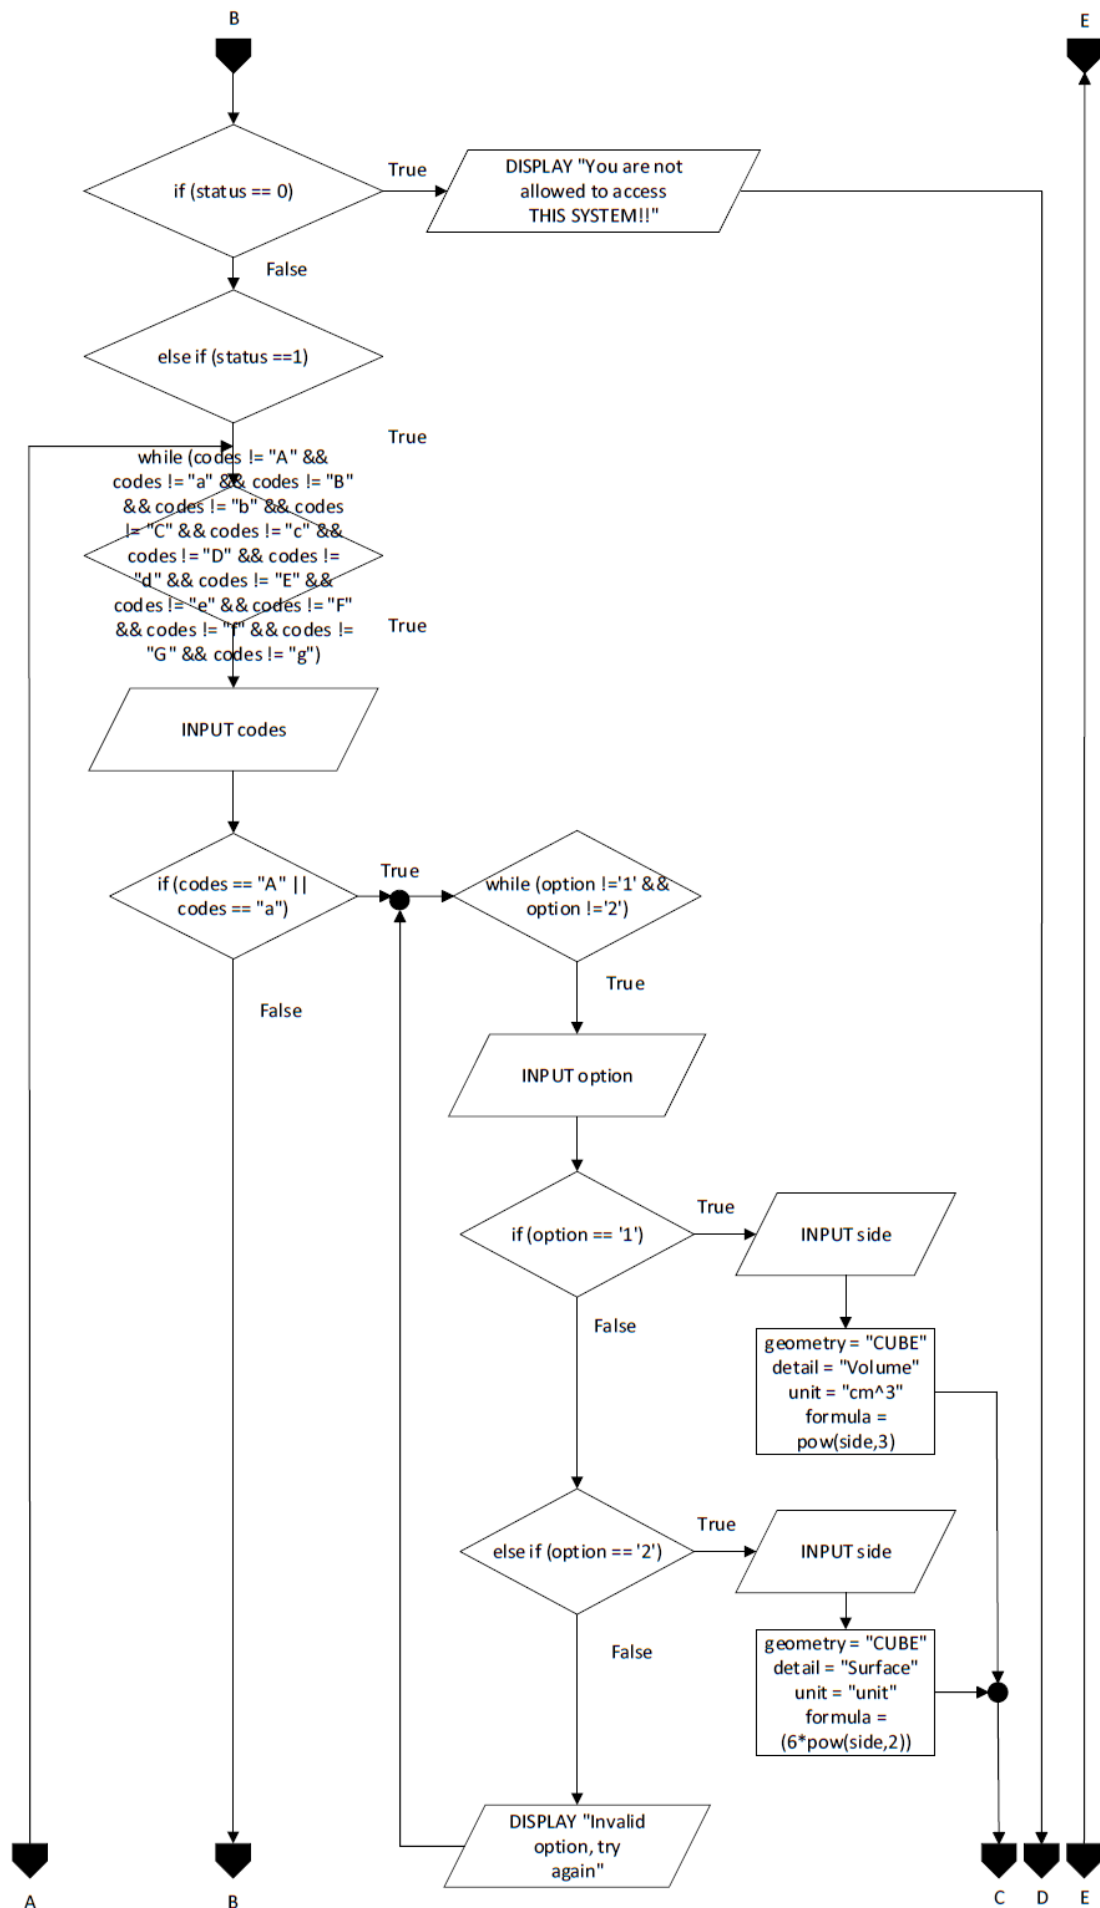 B
E
if (status == 0)
True
DISPLAY "You are not
allowed to access
THIS SYSTEM!!"
False
else if (status ==1)
True
while (codes != "A" &&
codes != "a" && codes != "B"
&& codes != "b" && codes
!= "C" && codes != "c" &&
codes != "D" && codes !=
"d" && codes != "E" &&
codes != "e" && codes != "F"
&& codes != "f" && codes !=
"G" && codes != "g")
True
INPUT codes
if (codes == "A" ||
codes == "a")
True
while (option !='1' &&
option !='2')
False
True
INPUT option
if (option == '1')
True
INPUT side
False
geometry = "CUBE"
detail = "Volume"
unit = "cm^3"
formula =
pow(side,3)
else if (option == '2')
True
INPUT side
False
geometry = "CUBE"
detail = "Surface"
unit = "unit"
formula =
(6*pow(side,2))
DISPLAY "Invalid
option, try
again"
A
B
C
D
E